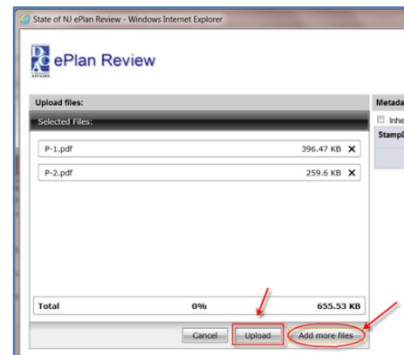 State of NJ ePlan Review - Windows Internet Explorer
ePlan Review
Upload files:
Metada
Selected Files:
Inhe
Stamp
P-1.pdf 396.47 KB X
P-2.pdf 259.6 KB X
Total 0% 655.53 KB
Cancel Upload Add more files